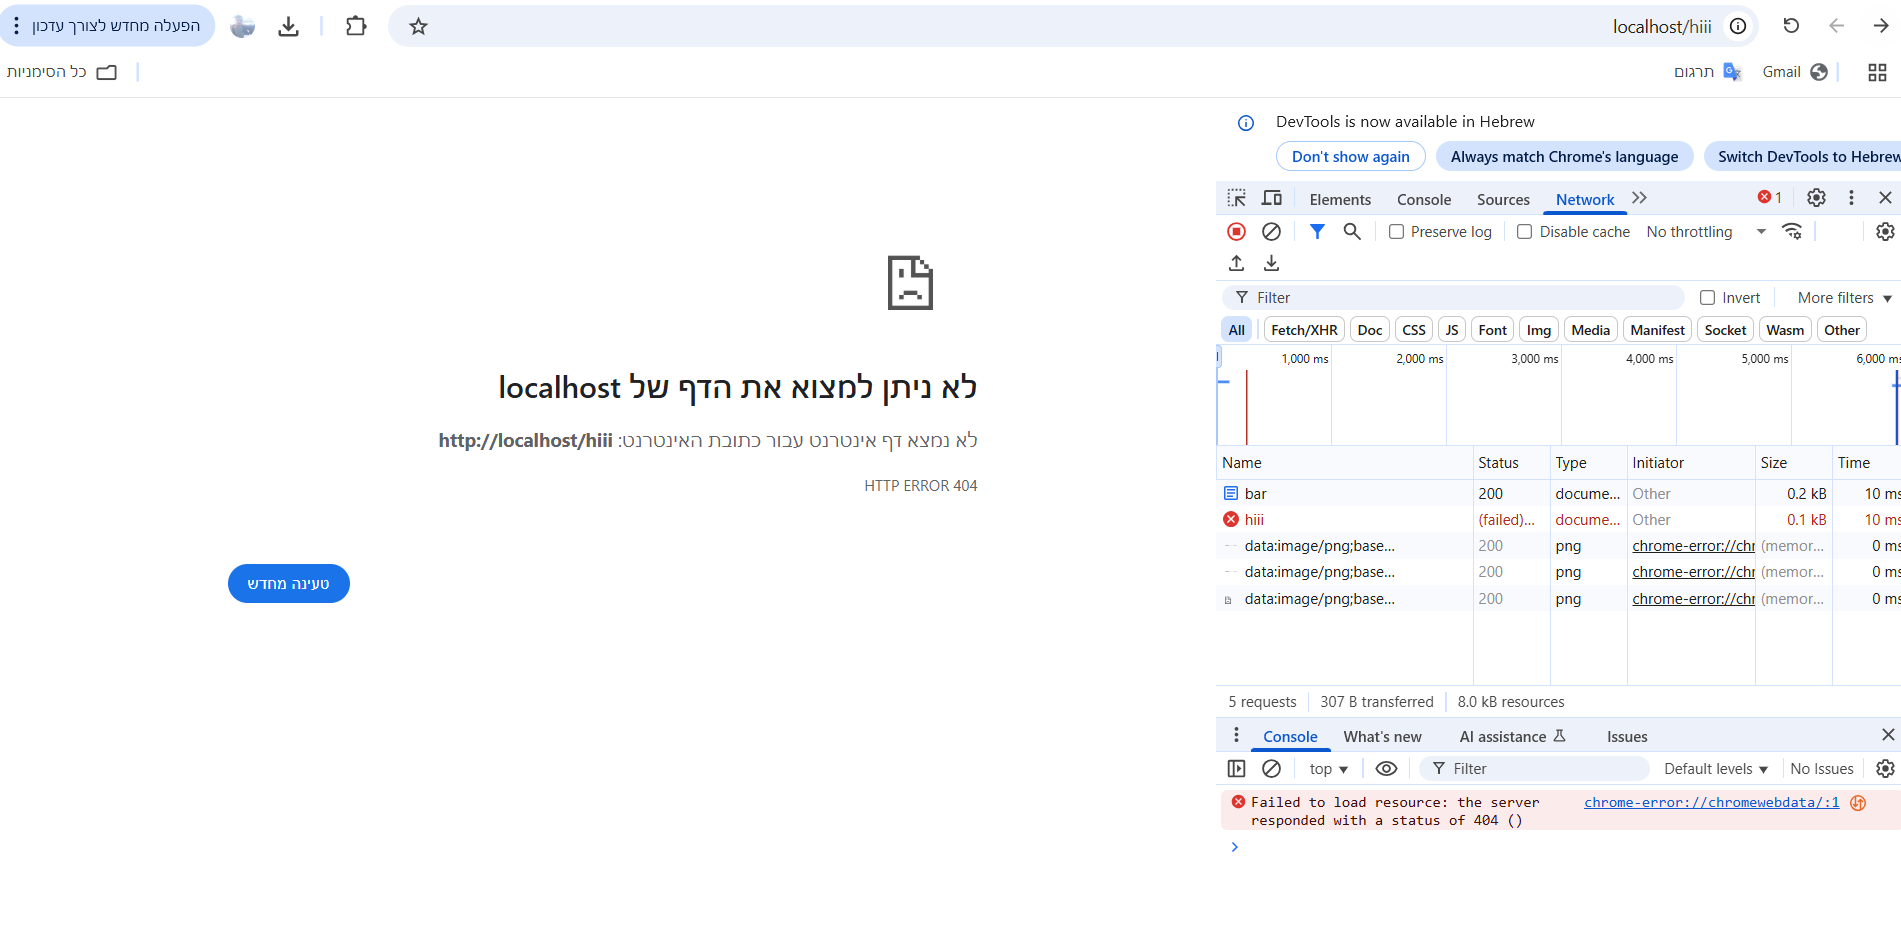 הפעלה מחדש לצורך עדכון
localhost/hiii
כל הסימניות
תרגום
Gmail
לא ניתן למצוא את הדף של localhost
לא נמצא דף אינטרנט עבור כתובת האינטרנט: http://localhost/hiii
HTTP ERROR 404
טעינה מחדש
DevTools is now available in Hebrew
Don't show again
Always match Chrome's language
Switch DevTools to Hebrew
Elements Console Sources Network 1
Preserve log Disable cache No throttling
Filter Invert More filters
All Fetch/XHR Doc CSS JS Font Img Media Manifest Socket Wasm Other
1,000 ms 2,000 ms 3,000 ms 4,000 ms 5,000 ms 6,000 ms
Name Status Type Initiator Size Time
bar 200 docume... Other 0.2 kB 10 ms
hiii (failed)... docume... Other 0.1 kB 10 ms
data:image/png;base... 200 png chrome-error://chr (memor... 0 ms
data:image/png;base... 200 png chrome-error://chr (memor... 0 ms
data:image/png;base... 200 png chrome-error://chr (memor... 0 ms
5 requests 307 B transferred 8.0 kB resources
Console What's new AI assistance Issues
top Filter Default levels No Issues
Failed to load resource: the server chrome-error://chromewebdata/:1
responded with a status of 404 ()